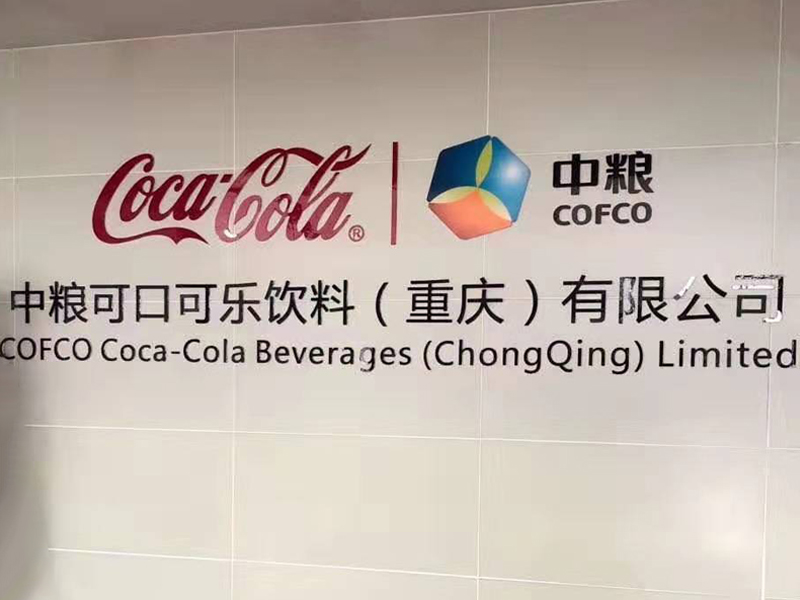 Coca-Cola®
中粮
COFCO
中粮可口可乐饮料（重庆）有限公司
COFCO Coca-Cola Beverages (ChongQing) Limited